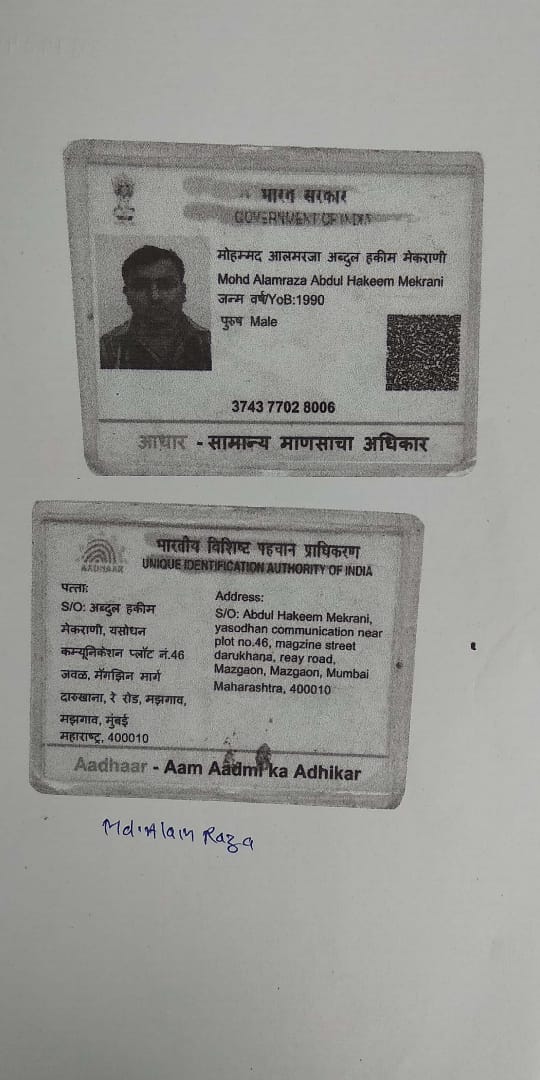 भारत सरकार
GOVERNMENT OF INDIA
मोहम्मद आलमरजा अब्दुल हकीम मेकराणी
Mohd Alamraza Abdul Hakeem Mekrani
जन्म वर्ष/YoB:1990
पुरुष Male
3743 7702 8006
आधार - सामान्य माणसाचा अधिकार
भारतीय विशिष्ट पहचान प्राधिकरण
AADHAAR
UNIQUE IDENTIFICATION AUTHORITY OF INDIA
पत्ता:
S/O: अब्दुल हकीम
मेकराणी, यसोधन
कम्यूनिकेशन प्लॉट नं.46
जवळ, मॅगझिन मार्ग
दारुखाना, रे रोड, मझगाव,
मझगाव, मुंबई
महाराष्ट्र, 400010
Address:
S/O: Abdul Hakeem Mekrani,
yasodhan communication near
plot no.46, magzine street
darukhana, reay road,
Mazgaon, Mazgaon, Mumbai
Maharashtra, 400010
Aadhaar - Aam Aadmi ka Adhikar
Md. Alam Raza